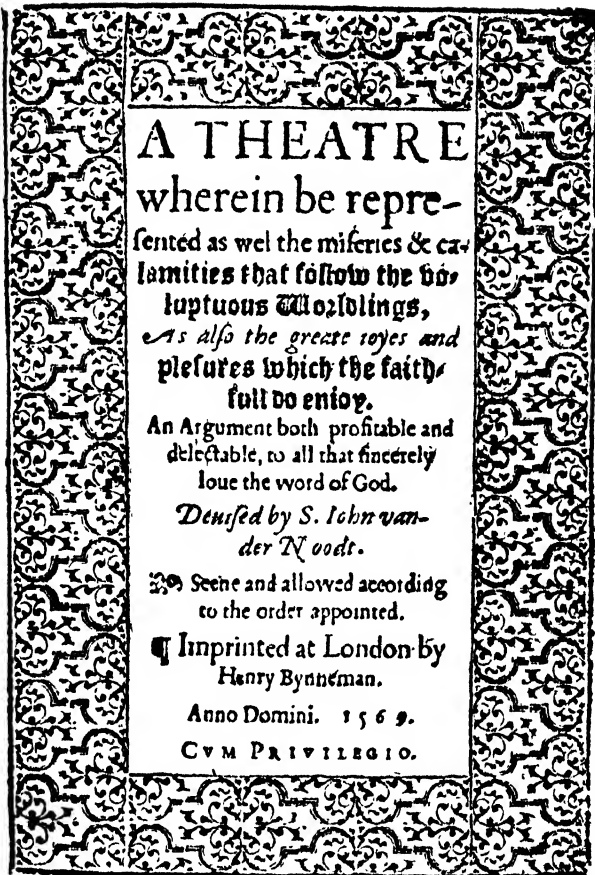 A THEATRE
wherein be repre-
ſented as wel the miſeries & ca-
lamities that follow the vo-
luptuous Worldlings,
As alſo the greate ioyes and
pleſures which the faith-
full do enioy.
An Argument both profitable and
delectable, to all that ſincerely
loue the word of God.
Deuiſed by S. Iohn van-
der Noodt.
Seene and allowed according
to the order appointed.
¶ Imprinted at London by
Henry Bynneman.
Anno Domini. 1569.
CVM PRIVILEGIO.